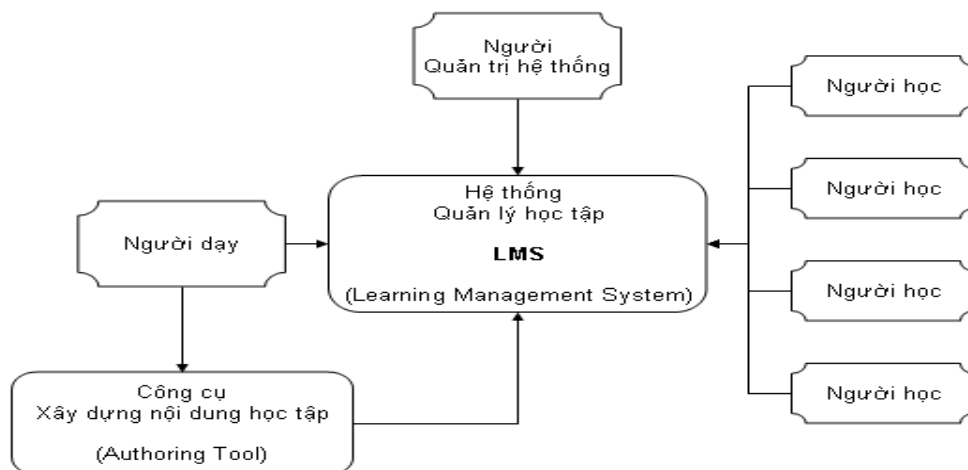 Người
Quản trị hệ thống
Người học
Người học
Hệ thống
Quản lý học tập
LMS
(Learning Management System)
Người dạy
Người học
Người học
Công cụ
Xây dựng nội dung học tập
(Authoring Tool)